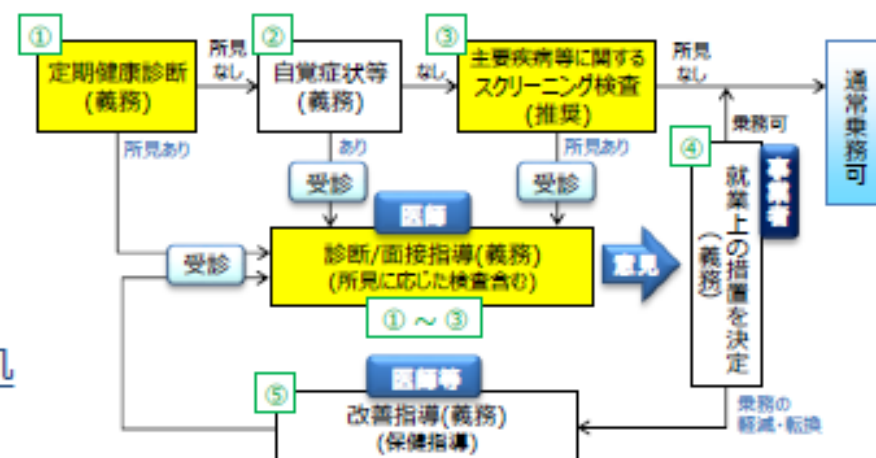 ①
定期健康診断
(義務)
所見
なし
②
自覚症状等
(義務)
なし
③
主要疾病等に関する
スクリーニング検査
(推奨)
所見
なし
通常乗務可
所見あり
あり
所見あり
乗務可
受診
受診
④
事業者
就業上の措置を決定
(義務)
医師
受診
診断/面接指導(義務)
(所見に応じた検査含む)
意見
① ～ ③
医師等
⑤
改善指導(義務)
(保健指導)
乗務の
軽減・転換